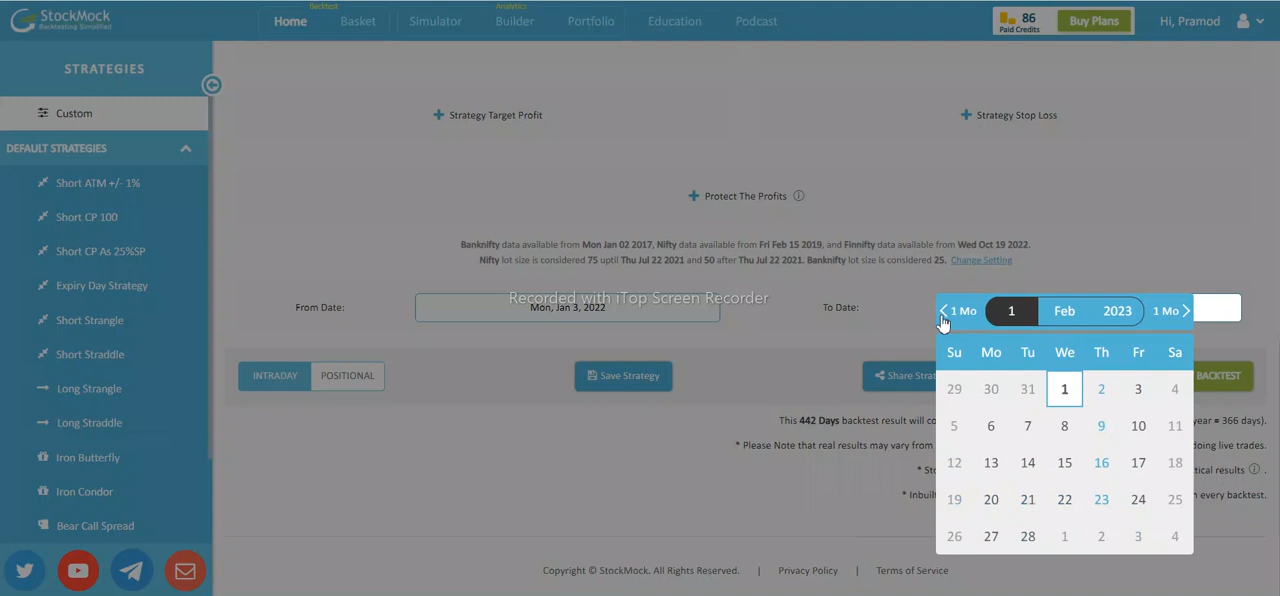 StockMock
Backtesting Simplified
Backtest
Home
Basket
Simulator
Analytics
Builder
Portfolio
Education
Podcast
86
Paid Credits
Buy Plans
Hi, Pramod
STRATEGIES
Custom
DEFAULT STRATEGIES
Short ATM +/- 1%
Short CP 100
Short CP As 25%SP
Expiry Day Strategy
Short Strangle
Short Straddle
Long Strangle
Long Straddle
Iron Butterfly
Iron Condor
Bear Call Spread
+ Strategy Target Profit
+ Strategy Stop Loss
+ Protect The Profits
Banknifty data available from Mon Jan 02 2017, Nifty data available from Fri Feb 15 2019, and Finnifty data available from Wed Oct 19 2022.
Nifty lot size is considered 75 uptil Thu Jul 22 2021 and 50 after Thu Jul 22 2021. Banknifty lot size is considered 25. Change Setting
Recorded with iTop Screen Recorder
From Date:
Mon, Jan 3, 2022
To Date:
1 Mo
1
Feb
2023
1 Mo
Su Mo Tu We Th Fr Sa
29 30 31 1 2 3 4
5 6 7 8 9 10 11
12 13 14 15 16 17 18
19 20 21 22 23 24 25
26 27 28 1 2 3 4
INTRADAY
POSITIONAL
Save Strategy
Share Strat
BACKTEST
This 442 Days backtest result will co
year = 366 days).
* Please Note that real results may vary from
doing live trades.
* Sto
tical results
* Inbuilt
n every backtest.
Copyright © StockMock. All Rights Reserved. | Privacy Policy | Terms of Service